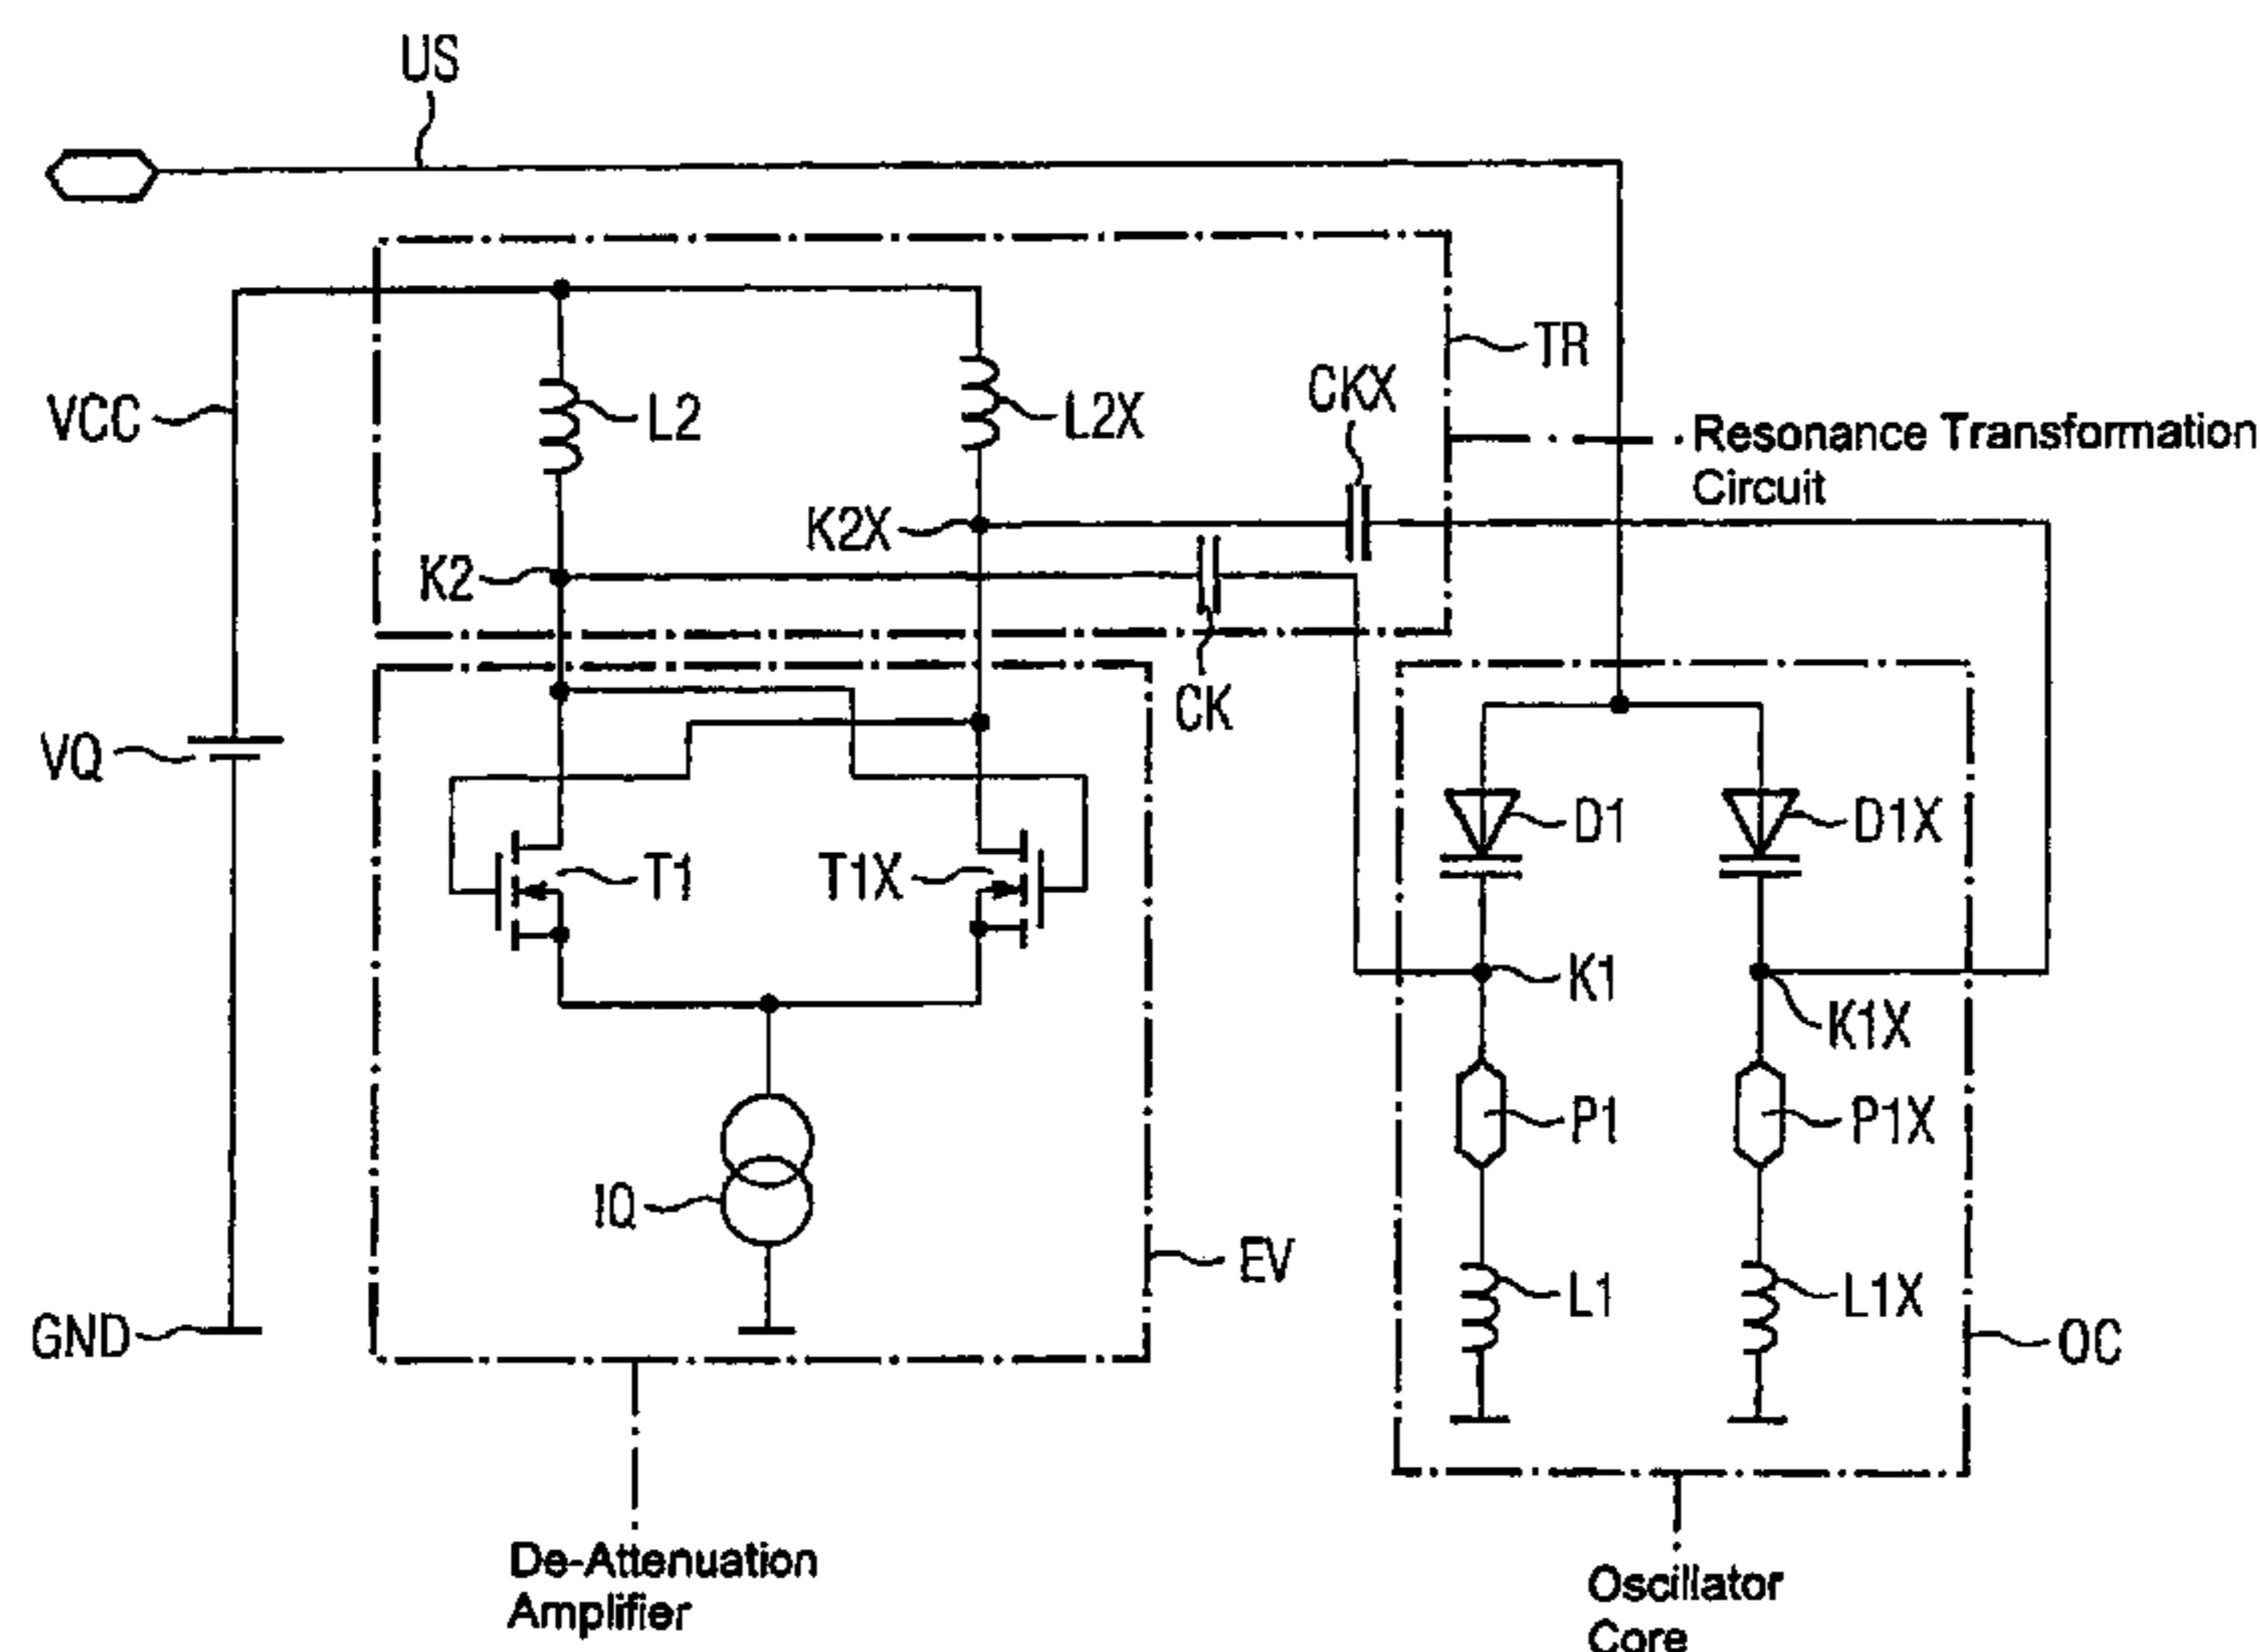 US
TR
CKX
VCC
L2
L2X
Resonance Transformation
Circuit
K2X
K2
CK
VQ
D1
D1X
T1
T1X
K1
K1X
P1
P1X
IQ
EV
L1
L1X
GND
OC
De-Attenuation
Amplifier
Oscillator
Core